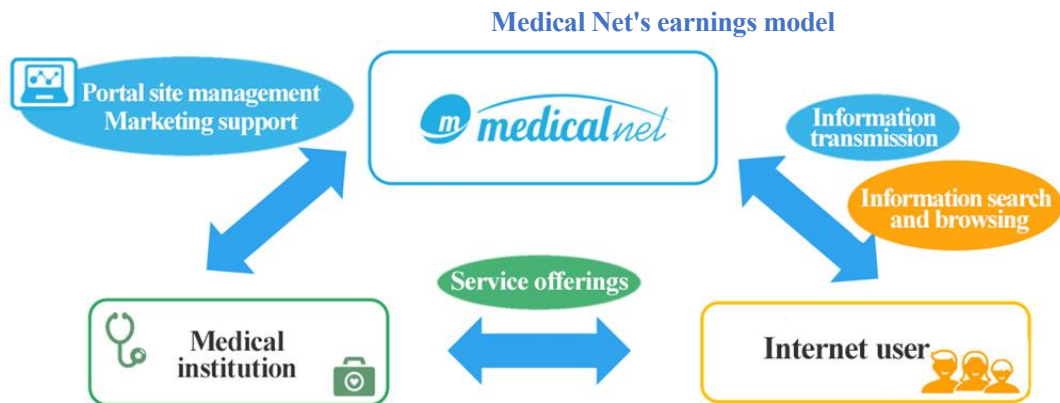 Medical Net's earnings model
Portal site management
Marketing support
m medicalnet
Information
transmission
Information search
and browsing
Service offerings
Medical
institution
Internet user